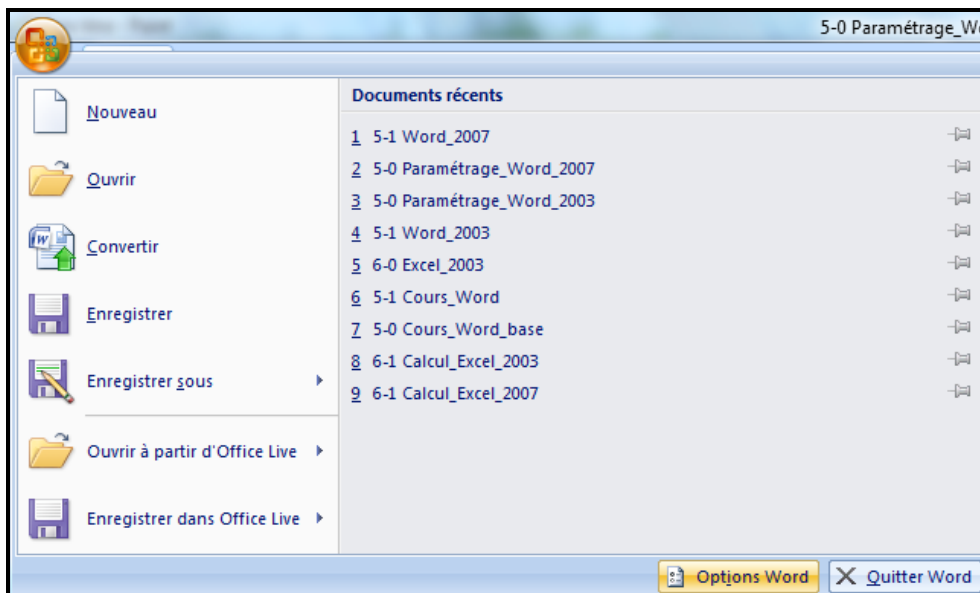 5-0 Paramétrage_W
Nouveau
Ouvrir
Convertir
Enregistrer
Enregistrer sous
Ouvrir à partir d'Office Live
Enregistrer dans Office Live
Documents récents
1 5-1 Word_2007
2 5-0 Paramétrage_Word_2007
3 5-0 Paramétrage_Word_2003
4 5-1 Word_2003
5 6-0 Excel_2003
6 5-1 Cours_Word
7 5-0 Cours_Word_base
8 6-1 Calcul_Excel_2003
9 6-1 Calcul_Excel_2007
Options Word
Quitter Word